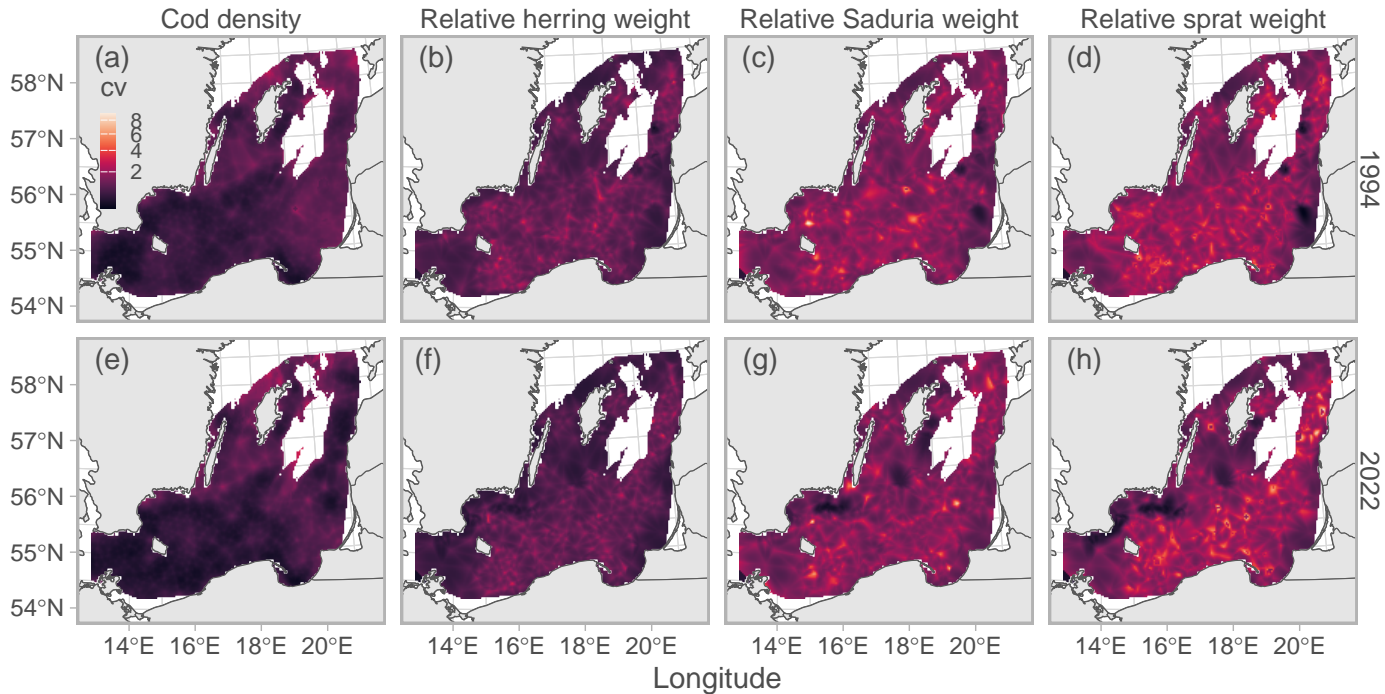 Cod density
Relative herring weight
Relative Saduria weight
Relative sprat weight
(a)
(b)
(c)
(d)
cv
8
6
4
2
58°N
57°N
56°N
55°N
54°N
1994
(e)
(f)
(g)
(h)
58°N
57°N
56°N
55°N
54°N
2022
14°E 16°E 18°E 20°E
14°E 16°E 18°E 20°E
14°E 16°E 18°E 20°E
14°E 16°E 18°E 20°E
Longitude